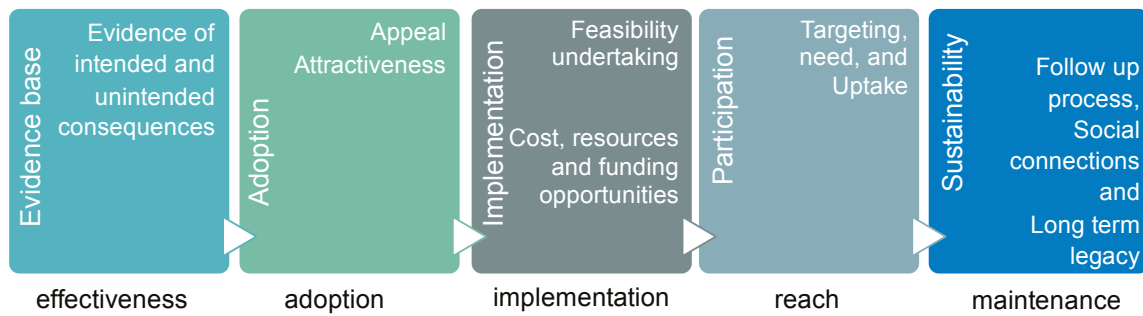 Evidence base
Evidence of
intended and
unintended
consequences
Adoption
Appeal
Attractiveness
Implementation
Feasibility
undertaking
Cost, resources
and funding
opportunities
Participation
Targeting,
need, and
Uptake
Sustainability
Follow up
process,
Social
connections
and
Long term
legacy
effectiveness
adoption
implementation
reach
maintenance